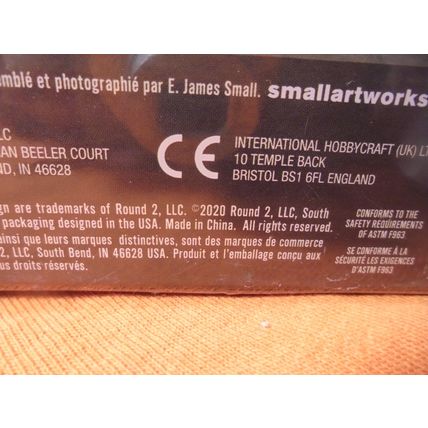 mblé et photographié par E. James Small. smallartworks
LC
AN BEELER COURT
ND, IN 46628
CE
INTERNATIONAL HOBBYCRAFT (UK) LT
10 TEMPLE BACK
BRISTOL BS1 6FL ENGLAND
gn are trademarks of Round 2, LLC. ©2020 Round 2, LLC, South
packaging designed in the USA. Made in China. All rights reserved.
ainsi que leurs marques distinctives, sont des marques de commerce
2, LLC, South Bend, IN 46628 USA. Produit et l'emballage conçu aux
s droits réservés.
CONFORMS TO THE
SAFETY REQUIREMENTS
OF ASTM F963
SE CONFORME À LA
SÉCURITÉ LES EXIGENCES
D'ASTM F963